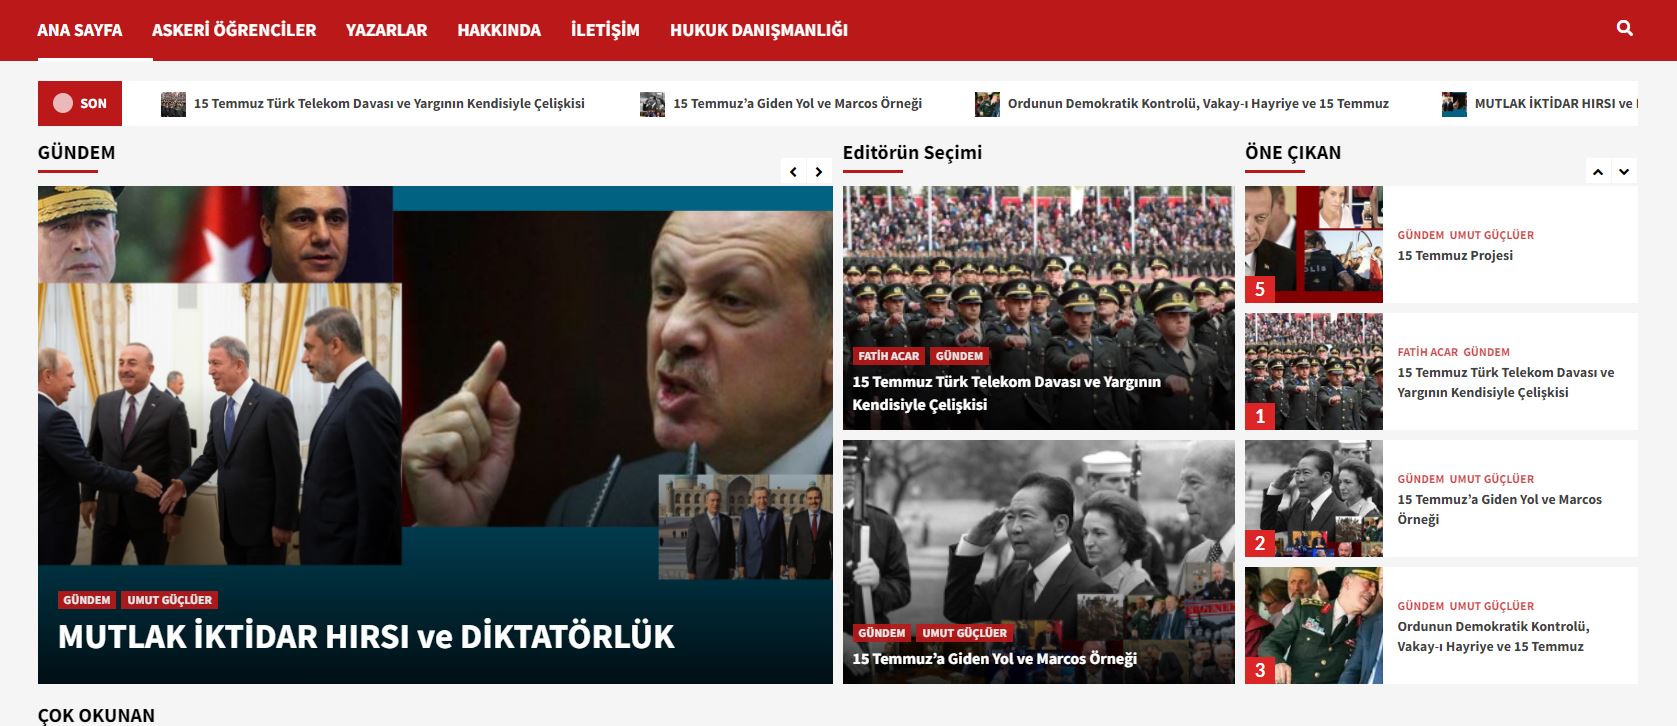 ANA SAYFA ASKERİ ÖĞRENCİLER YAZARLAR HAKKINDA İLETİŞİM HUKUK DANIŞMANLIĞI
SON 15 Temmuz Türk Telekom Davası ve Yargının Kendisiyle Çelişkisi 15 Temmuz’a Giden Yol ve Marcos Örneği Ordunun Demokratik Kontrolü, Vakay-ı Hayriye ve 15 Temmuz MUTLAK İKTİDAR HIRSI ve
GÜNDEM
GÜNDEM UMUT GÜÇLÜER
MUTLAK İKTİDAR HIRSI ve DİKTATÖRLÜK
Editörün Seçimi
FATİH ACAR GÜNDEM
15 Temmuz Türk Telekom Davası ve Yargının
Kendisiyle Çelişkisi
GÜNDEM UMUT GÜÇLÜER
15 Temmuz’a Giden Yol ve Marcos Örneği
ÖNE ÇIKAN
5
GÜNDEM UMUT GÜÇLÜER
15 Temmuz Projesi
1
FATİH ACAR GÜNDEM
15 Temmuz Türk Telekom Davası ve
Yargının Kendisiyle Çelişkisi
2
GÜNDEM UMUT GÜÇLÜER
15 Temmuz’a Giden Yol ve Marcos
Örneği
3
GÜNDEM UMUT GÜÇLÜER
Ordunun Demokratik Kontrolü,
Vakay-ı Hayriye ve 15 Temmuz
ÇOK OKUNAN